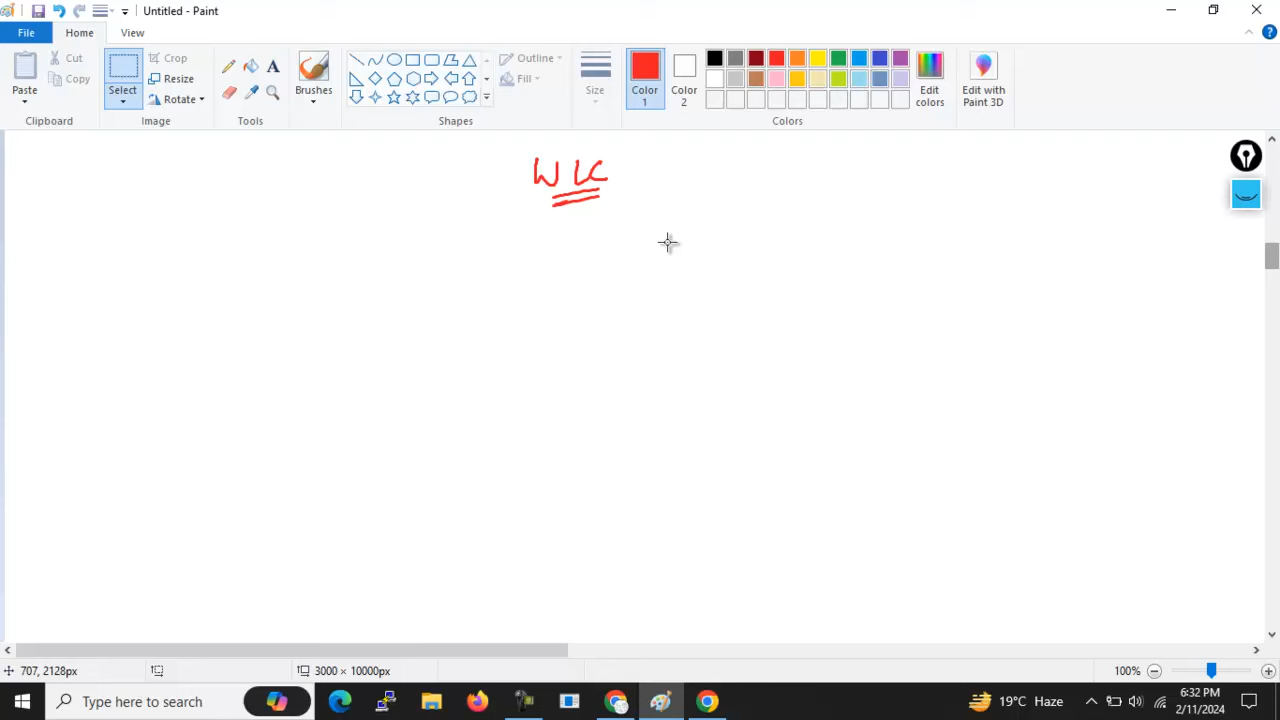 Untitled - Paint
File Home View
Paste
Cut
Copy
Clipboard
Select
Crop
Resize
Rotate
Image
Tools
Brushes
Shapes
Outline
Fill
Size
Color 1
Color 2
Edit colors
Colors
Edit with Paint 3D
WLC
707, 2128px
3000 × 10000px
100%
Type here to search
19°C Haze
6:32 PM
2/11/2024